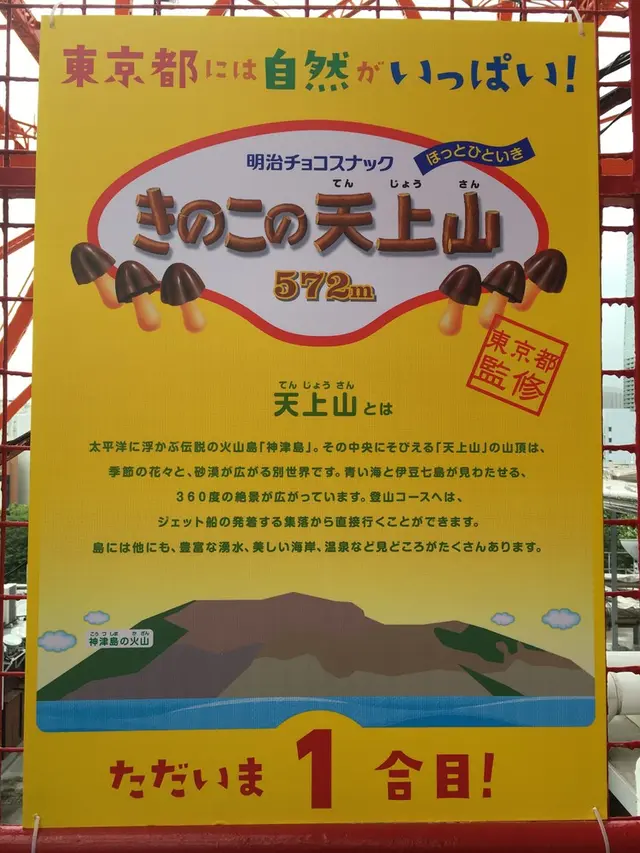 東京都には自然がいっぱい!
明治チョコスナック
ほっとひといき
てん じょう さん
きのこの天上山
572m
東京都
監修
てん じょう さん
天上山とは
太平洋に浮かぶ伝説の火山島「神津島」。その中央にそびえる「天上山」の山頂は、
季節の花々と、砂漠が広がる別世界です。青い海と伊豆七島が見わたせる、
360度の絶景が広がっています。登山コースへは、
ジェット船の発着する集落から直接行くことができます。
島には他にも、豊富な湧水、美しい海岸、温泉など見どころがたくさんあります。
こうづしま かざん
神津島の火山
ただいま1合目!